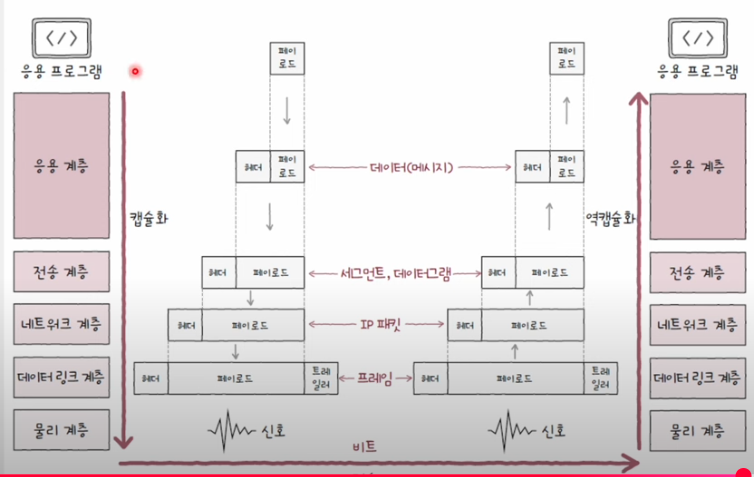 </>
응용 프로그램
응용 계층
전송 계층
네트워크 계층
데이터 링크 계층
물리 계층
캡슐화
페이
로드
헤더
페이
로드
헤더
페이로드
헤더
페이로드
헤더
페이로드
트레
일러
신호
데이터(메시지)
서그먼트, 데이터그램
IP 패킷
프레임
비트
페이
로드
헤더
페이
로드
헤더
페이로드
헤더
페이로드
헤더
페이로드
트레
일러
신호
역캡슐화
</>
응용 프로그램
응용 계층
전송 계층
네트워크 계층
데이터 링크 계층
물리 계층